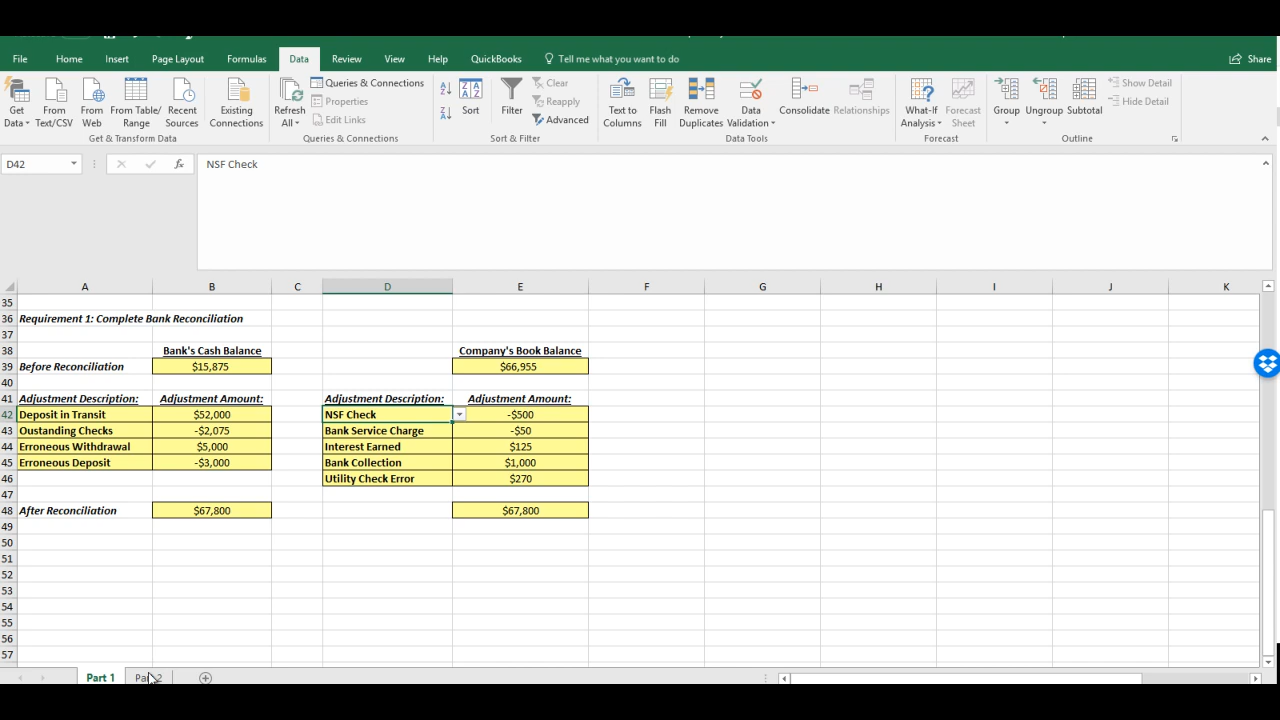 File Home Insert Page Layout Formulas Data Review View Help QuickBooks Tell me what you want to do Share
Get Data From Text/CSV From Web From Table/ Range Recent Sources Existing Connections Refresh All Queries & Connections Properties Edit Links Sort Filter Clear Reapply Advanced Text to Columns Flash Fill Remove Duplicates Data Validation Consolidate Relationships What-If Analysis Forecast Sheet Group Ungroup Subtotal Show Detail Hide Detail
Get & Transform Data Queries & Connections Sort & Filter Data Tools Forecast Outline
D42 fx NSF Check
A B C D E F G H I J K
35
36 Requirement 1: Complete Bank Reconciliation
37
38 Bank's Cash Balance Company's Book Balance
39 Before Reconciliation $15,875 $66,955
40
41 Adjustment Description: Adjustment Amount: Adjustment Description: Adjustment Amount:
42 Deposit in Transit $52,000 NSF Check -$500
43 Oustanding Checks -$2,075 Bank Service Charge -$50
44 Erroneous Withdrawal $5,000 Interest Earned $125
45 Erroneous Deposit -$3,000 Bank Collection $1,000
46 Utility Check Error $270
47
48 After Reconciliation $67,800 $67,800
49
50
51
52
53
54
55
56
57
Part 1